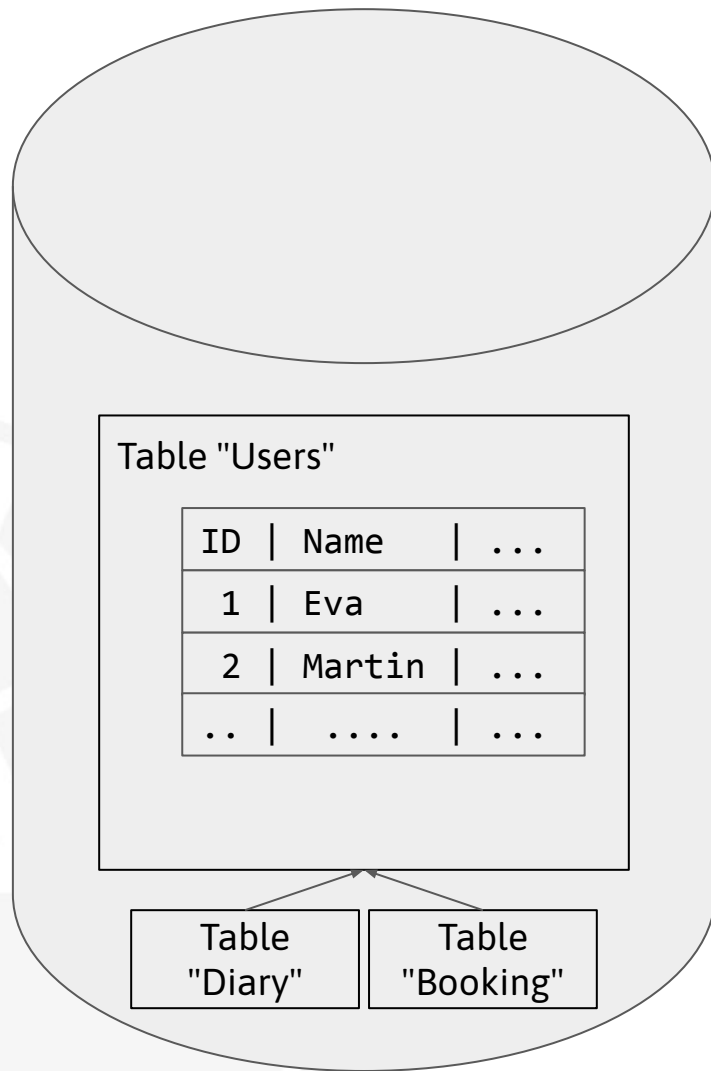 Table "Users"
ID | Name | ...
1 | Eva | ...
2 | Martin | ...
.. | .... | ...
Table
"Diary"
Table
"Booking"